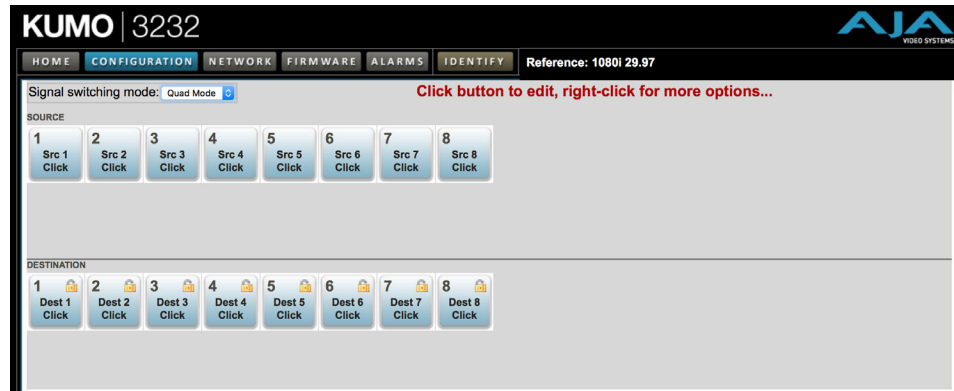 KUMO | 3232
AJA
VIDEO SYSTEMS
HOME CONFIGURATION NETWORK FIRMWARE ALARMS IDENTIFY Reference: 1080i 29.97
Signal switching mode: Quad Mode Click button to edit, right-click for more options...
SOURCE
1 2 3 4 5 6 7 8
Src 1 Src 2 Src 3 Src 4 Src 5 Src 6 Src 7 Src 8
Click Click Click Click Click Click Click Click
DESTINATION
1 2 3 4 5 6 7 8
Dest 1 Dest 2 Dest 3 Dest 4 Dest 5 Dest 6 Dest 7 Dest 8
Click Click Click Click Click Click Click Click